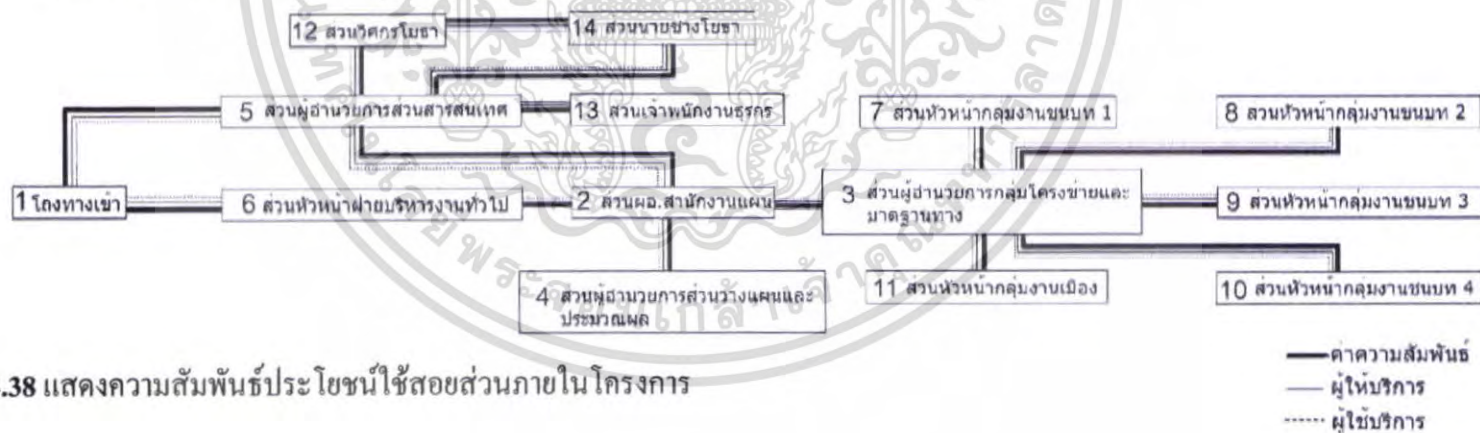 12 ส่วนวิศกรโยธา
14 ส่วนนายช่างโยธา
5 ส่วนผู้อำนวยการส่วนสารสนเทศ
13 ส่วนเจ้าพนักงานธุรกร
7 ส่วนหัวหน้ากลุ่มงานชนบท 1
8 ส่วนหัวหน้ากลุ่มงานชนบท 2
1 โถงทางเข้า
6 ส่วนหัวหน้าฝ่ายบริหารงานทั่วไป
2 ส่วนผอ.สำนักงานแผน
3 ส่วนผู้อำนวยการกลุ่มโครงข่ายและ
มาตฐานทาง
9 ส่วนหัวหน้ากลุ่มงานชนบท 3
4 ส่วนผู้อำนวยการส่วนวางแผนและ
ประมวณผล
11 ส่วนหัวหน้ากลุ่มงานเมือง
10 ส่วนหัวหน้ากลุ่มงานชนบท 4
ค่าความสัมพันธ์
ผู้ให้บริการ
ผู้ใช้บริการ
.38 แสดงความสัมพันธ์ประโยชน์ใช้สอยส่วนภายในโครงการ